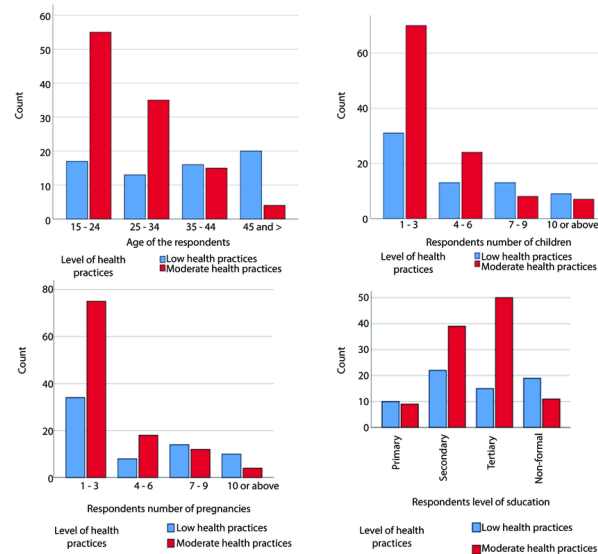 60
50
40
30
20
10
0
Count
15 - 24
25 - 34
35 - 44
45 and >
Age of the respondents
Level of health
practices
Low health practices
Moderate health practices
60
40
20
0
Count
1 - 3
4 - 6
7 - 9
10 or above
Respondents number of children
Level of health
practices
Low health practices
Moderate health practices
80
60
40
20
0
Count
1 - 3
4 - 6
7 - 9
10 or above
Respondents number of pregnancies
Level of health
practices
Low health practices
Moderate health practices
50
40
30
20
10
0
Count
Primary
Secondary
Tertiary
Non-formal
Respondents level of sducation
Level of health
practices
Low health practices
Moderate health practices